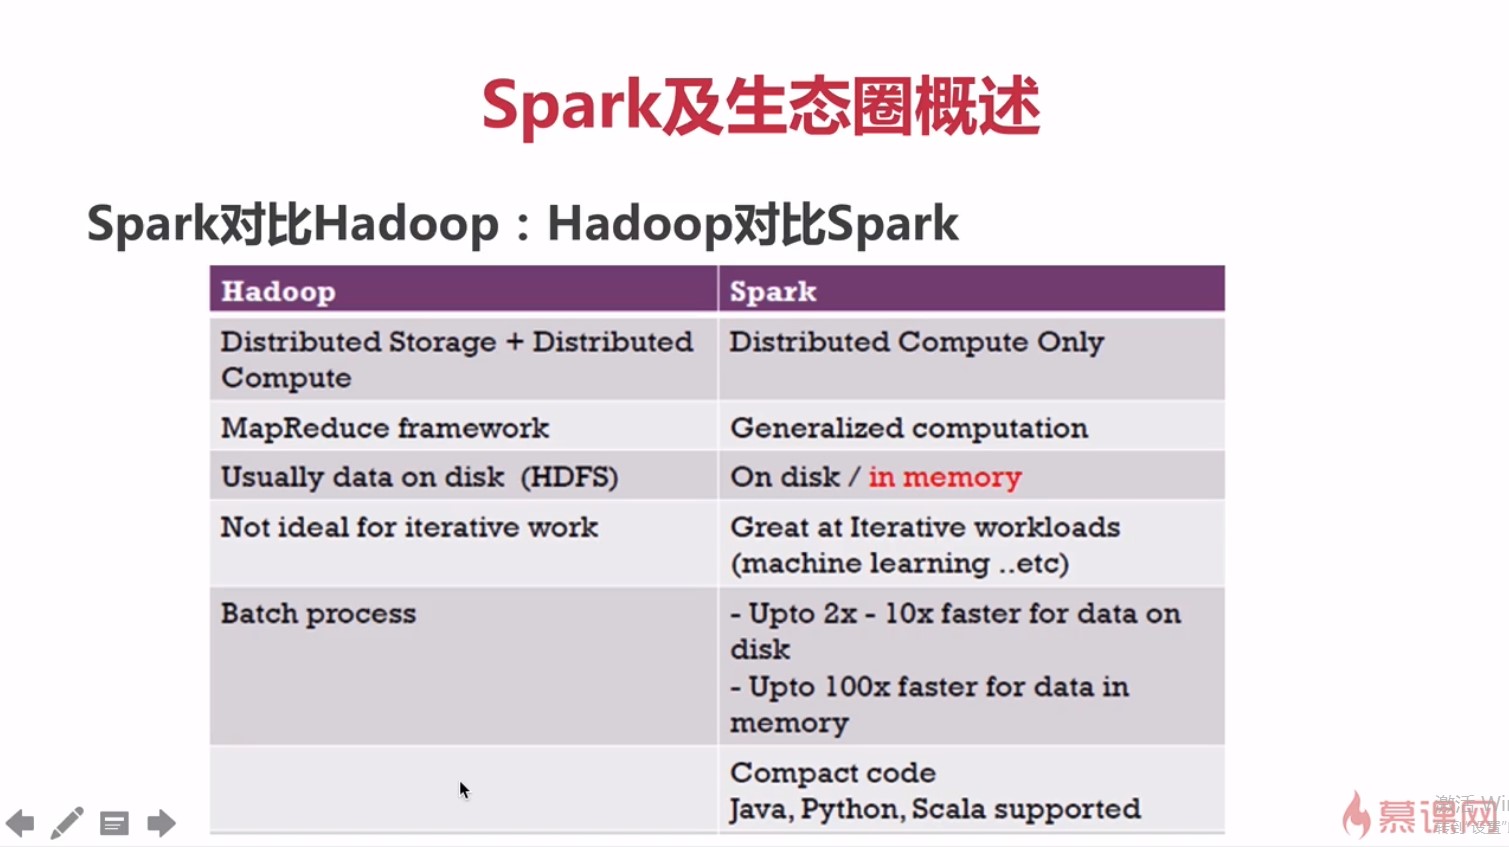 Spark及生态圈概述
Spark对比Hadoop：Hadoop对比Spark
Hadoop
Spark
Distributed Storage + Distributed
Compute
Distributed Compute Only
MapReduce framework
Generalized computation
Usually data on disk (HDFS)
On disk / in memory
Not ideal for iterative work
Great at Iterative workloads
(machine learning ..etc)
Batch process
- Upto 2x - 10x faster for data on
disk
- Upto 100x faster for data in
memory
Compact code
Java, Python, Scala supported
慕课网
激活 Wi
转到"设置"